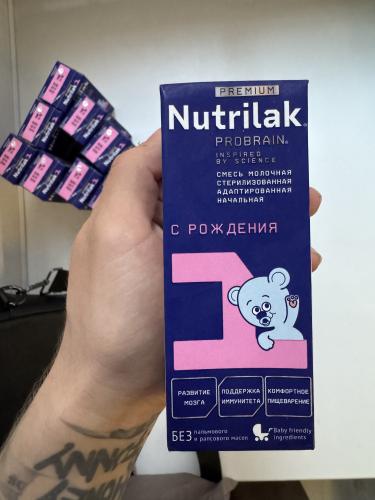 PREMIUM
Nutrilak®
PROBRAIN®
INSPIRED
BY SCIENCE
СМЕСЬ МОЛОЧНАЯ
СТЕРИЛИЗОВАННАЯ
АДАПТИРОВАННАЯ
НАЧАЛЬНАЯ
С РОЖДЕНИЯ
1
РАЗВИТИЕ
МОЗГА
ПОДДЕРЖКА
ИММУНИТЕТА
КОМФОРТНОЕ
ПИЩЕВАРЕНИЕ
БЕЗ пальмового
и рапсового масел
Baby friendly
ingredients